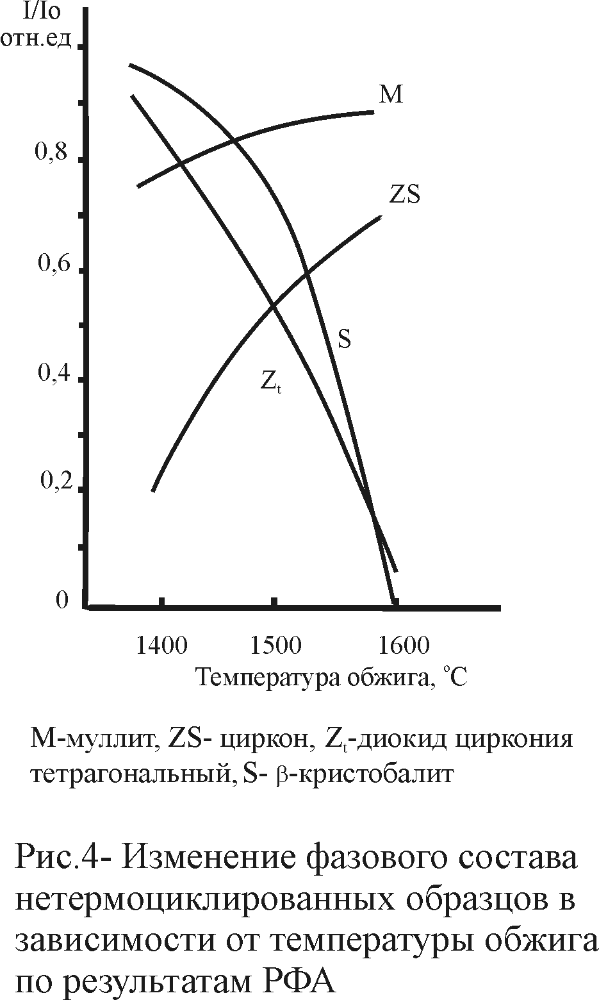 I/Io
отн.ед
M
0,8
ZS
0,6
S
0,4
Zt
0,2
0
1400 1500 1600
Температура обжига, °C
М-муллит, ZS- циркон, Zt-диокид циркония
тетрагональный, S- β-кристобалит
Рис.4- Изменение фазового состава
нетермоциклированных образцов в
зависимости от температуры обжига
по результатам РФА